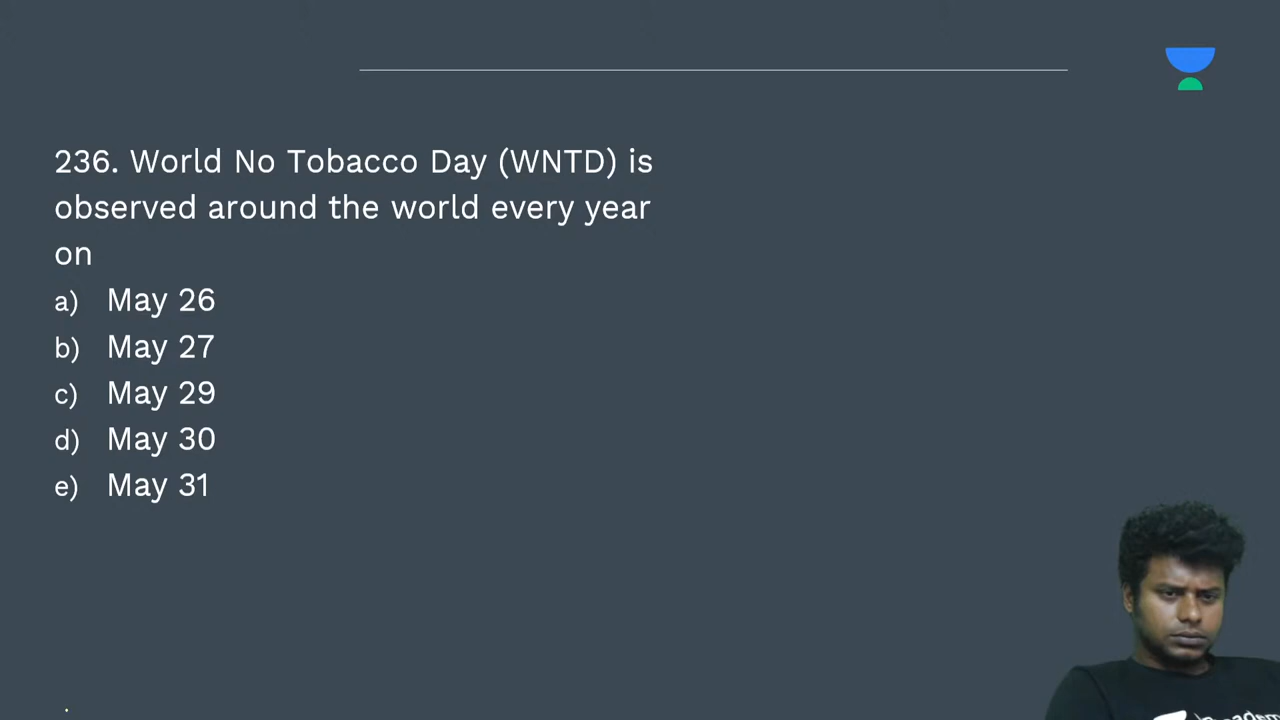 236. World No Tobacco Day (WNTD) is
observed around the world every year
on
a) May 26
b) May 27
c) May 29
d) May 30
e) May 31